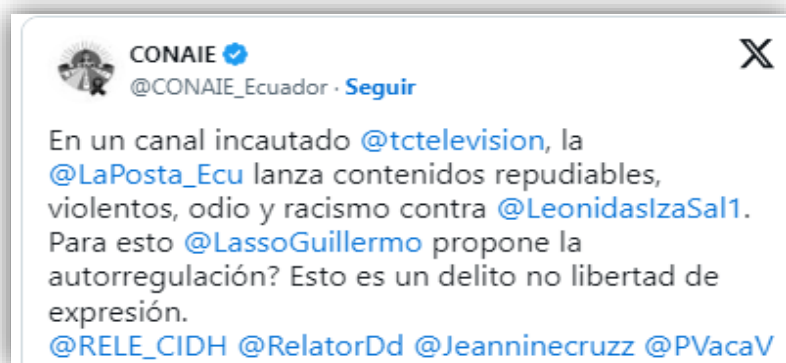 CONAIE
@CONAIE_Ecuador · Seguir
En un canal incautado @tctelevision, la
@LaPosta_Ecu lanza contenidos repudiables,
violentos, odio y racismo contra @LeonidasIzaSal1.
Para esto @LassoGuillermo propone la
autorregulación? Esto es un delito no libertad de
expresión.
@RELE_CIDH @RelatorDd @Jeanninecruzz @PVacaV